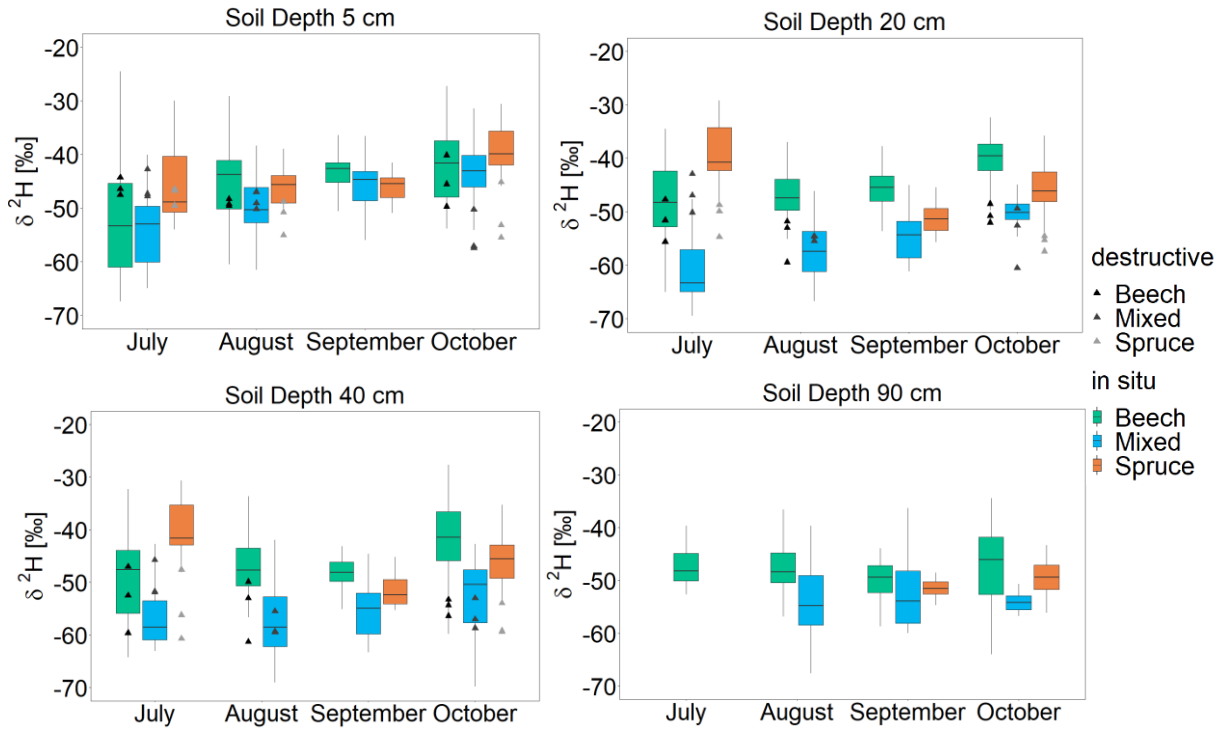 Soil Depth 5 cm
δ ²H [‰]
-20
-30
-40
-50
-60
-70
July August September October
Soil Depth 20 cm
δ ²H [‰]
-20
-30
-40
-50
-60
-70
July August September October
Soil Depth 40 cm
δ ²H [‰]
-20
-30
-40
-50
-60
-70
July August September October
Soil Depth 90 cm
δ ²H [‰]
-20
-30
-40
-50
-60
-70
July August September October
destructive
Beech
Mixed
Spruce
in situ
Beech
Mixed
Spruce